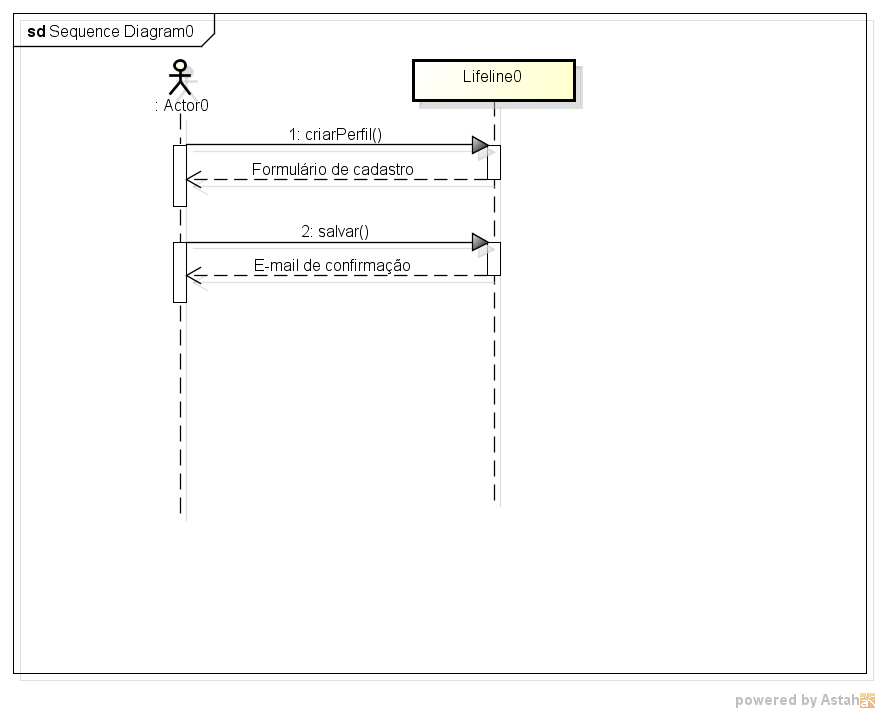 sd Sequence Diagram0
Lifeline0
: Actor0
1: criarPerfil()
Formulário de cadastro
2: salvar()
E-mail de confirmação
powered by Astah